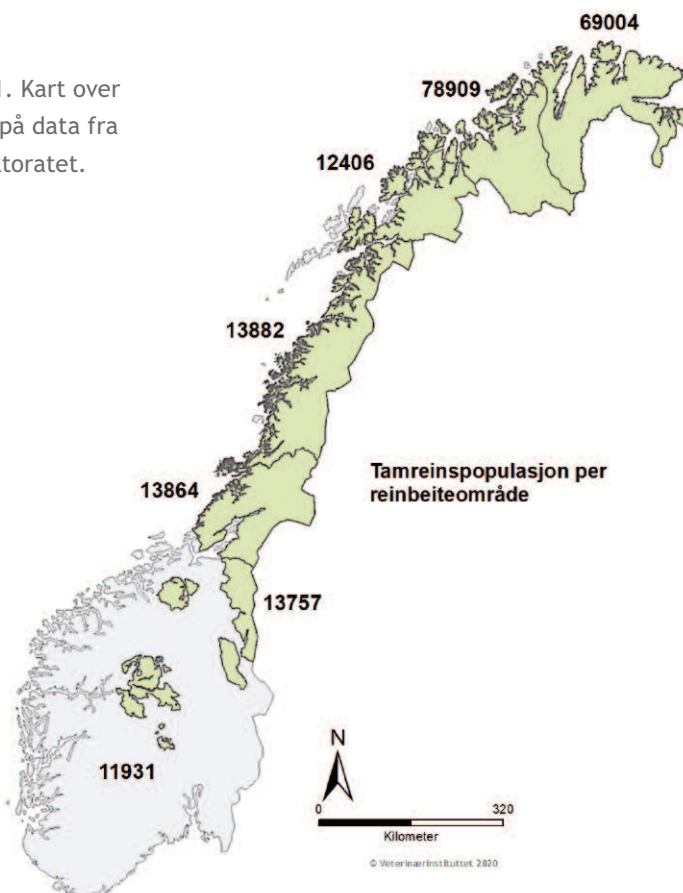 69004
1. Kart over
på data fra
toratet.
78909
12406
13882
13864
Tamreinspopulasjon per
reinbeiteområde
13757
11931
N
0 320
Kilometer
© Veterinærinstituttet 2020